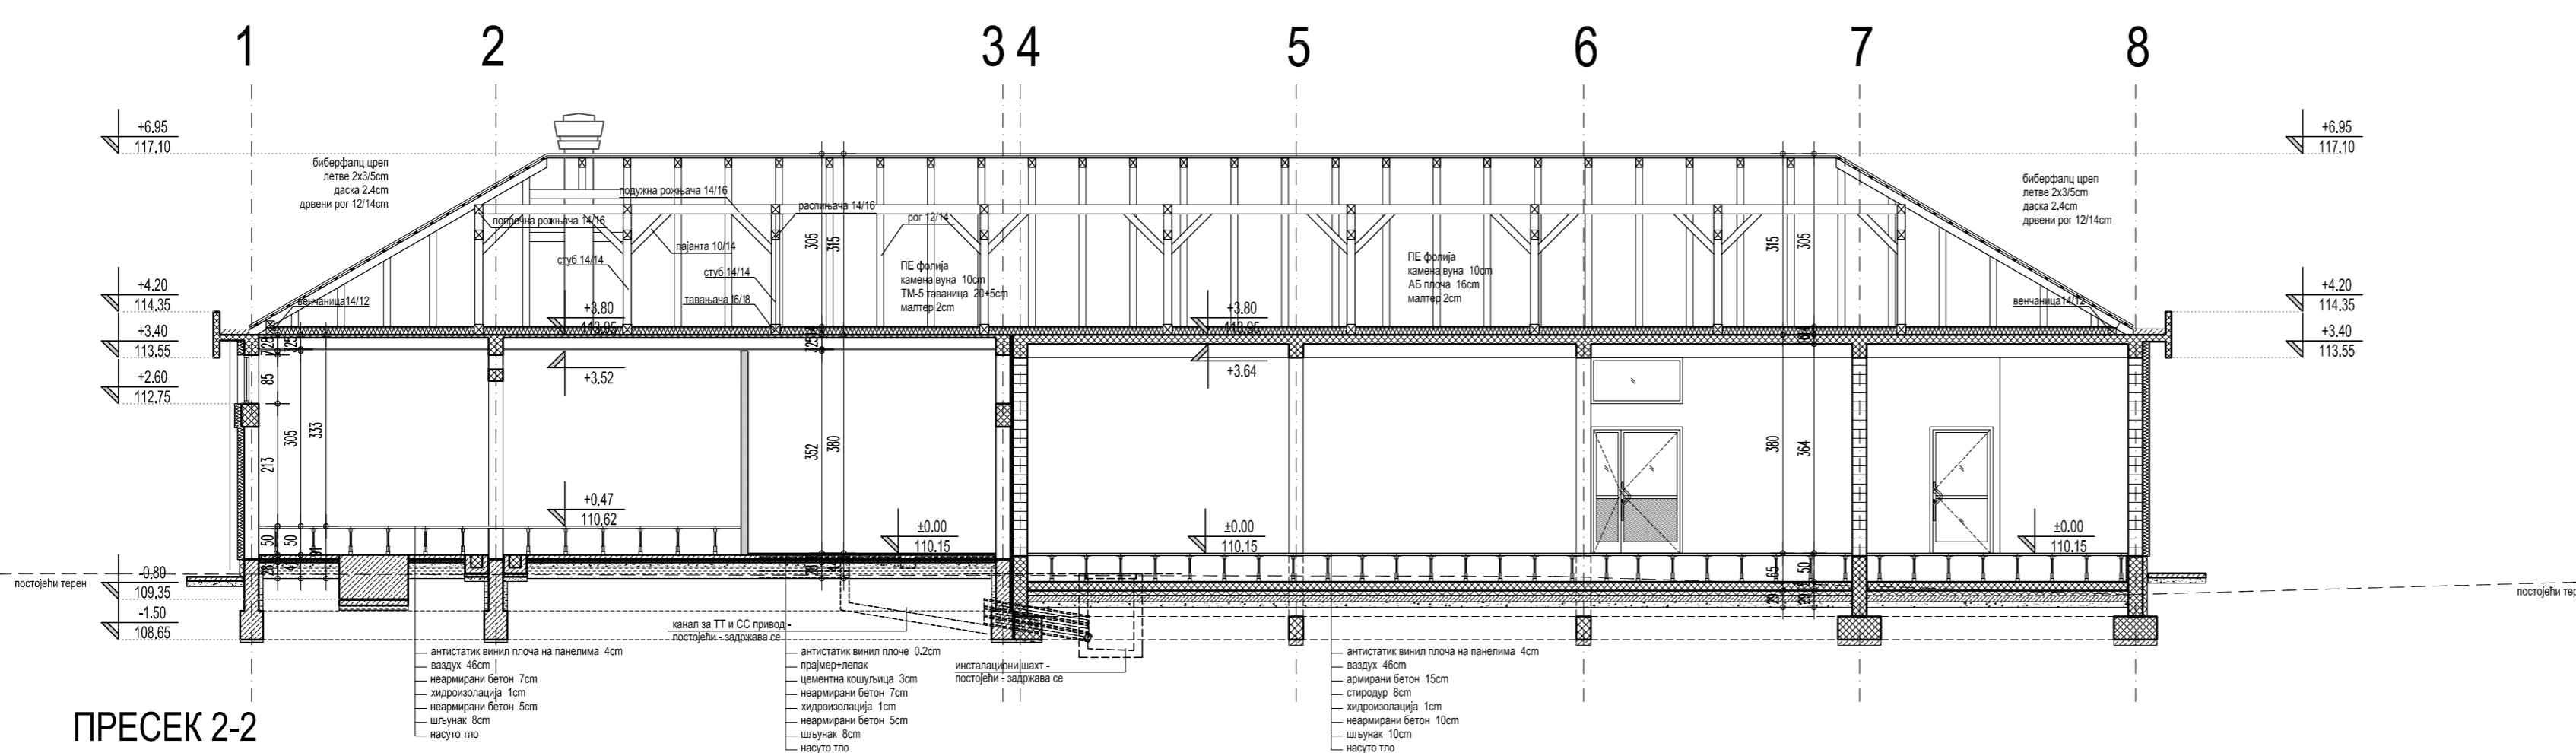 1
2
3 4
5
6
7
8
+6.95
117.10
+4.20
114.35
+3.40
113.55
+2.60
112.75
-0.80
109.35
-1.50
108.65
постојећи терен
биберфалц цреп
летве 2х3/5cm
даска 2.4cm
дрвени рог 12/14cm
венчаница14/12
попречна рожњача 14/16
подужна рожњача 14/16
пајанта 10/14
стуб 14/14
стуб 14/14
тавањача 16/18
распињача 14/16
рог 12/14
305
315
ПЕ фолија
камена вуна 10cm
ТМ-5 таваница 20+5cm
малтер 2cm
ПЕ фолија
камена вуна 10cm
АБ плоча 16cm
малтер 2cm
315
305
биберфалц цреп
летве 2х3/5cm
даска 2.4cm
дрвени рог 12/14cm
венчаница14/12
+6.95
117.10
+4.20
114.35
+3.40
113.55
+3.80
113.95
+3.52
+3.80
113.95
+3.64
85
213
305
333
50
50
352
380
380
364
65
50
+0.47
110.62
±0.00
110.15
±0.00
110.15
±0.00
110.15
канал за ТТ и СС привод -
постојећи - задржава се
инсталациони шахт -
постојећи - задржава се
антистатик винил плоча на панелима 4cm
ваздух 46cm
неармирани бетон 7cm
хидроизолација 1cm
неармирани бетон 5cm
шљунак 8cm
насуто тло
антистатик винил плоче 0.2cm
прајмер+лепак
цементна кошуљица 3cm
неармирани бетон 7cm
хидроизолација 1cm
неармирани бетон 5cm
шљунак 8cm
насуто тло
антистатик винил плоча на панелима 4cm
ваздух 46cm
армирани бетон 15cm
стиродур 8cm
хидроизолација 1cm
неармирани бетон 10cm
шљунак 10cm
насуто тло
постојећи тер
ПРЕСЕК 2-2